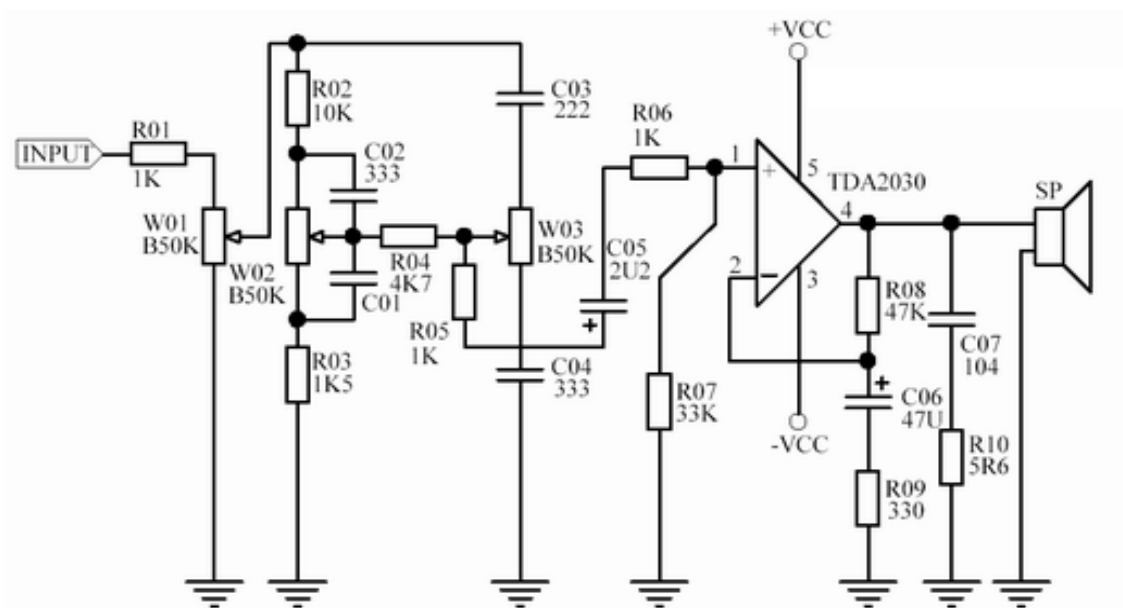 INPUT
R01
1K
W01
B50K
R02
10K
C02
333
W02
B50K
R04
4K7
C01
R03
1K5
R05
1K
C03
222
W03
B50K
C04
333
C05
2U2
+
R06
1K
R07
33K
+VCC
1
+
5
TDA2030
4
2
−
3
-VCC
R08
47K
+
C06
47U
R09
330
C07
104
R10
5R6
SP